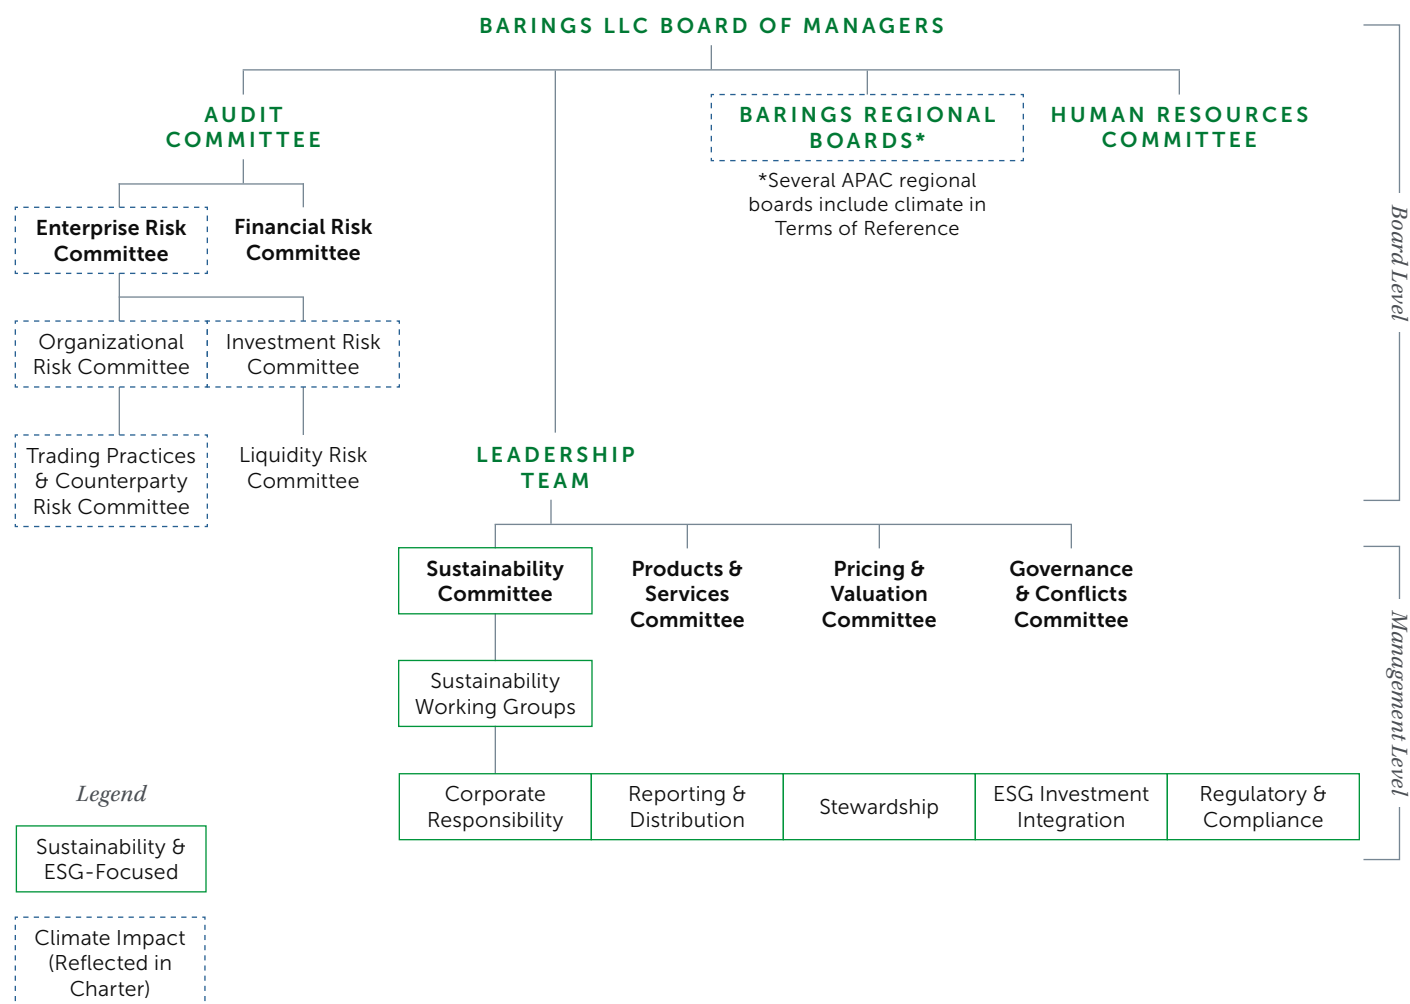 BARINGS LLC BOARD OF MANAGERS
AUDIT
COMMITTEE
BARINGS REGIONAL
BOARDS*
HUMAN RESOURCES
COMMITTEE
*Several APAC regional
boards include climate in
Terms of Reference
Enterprise Risk
Committee
Financial Risk
Committee
Organizational
Risk Committee
Investment Risk
Committee
Trading Practices
& Counterparty
Risk Committee
Liquidity Risk
Committee
LEADERSHIP
TEAM
Board Level
Sustainability
Committee
Products &
Services
Committee
Pricing &
Valuation
Committee
Governance
& Conflicts
Committee
Sustainability
Working Groups
Corporate
Responsibility
Reporting &
Distribution
Stewardship
ESG Investment
Integration
Regulatory &
Compliance
Management Level
Legend
Sustainability &
ESG-Focused
Climate Impact
(Reflected in
Charter)